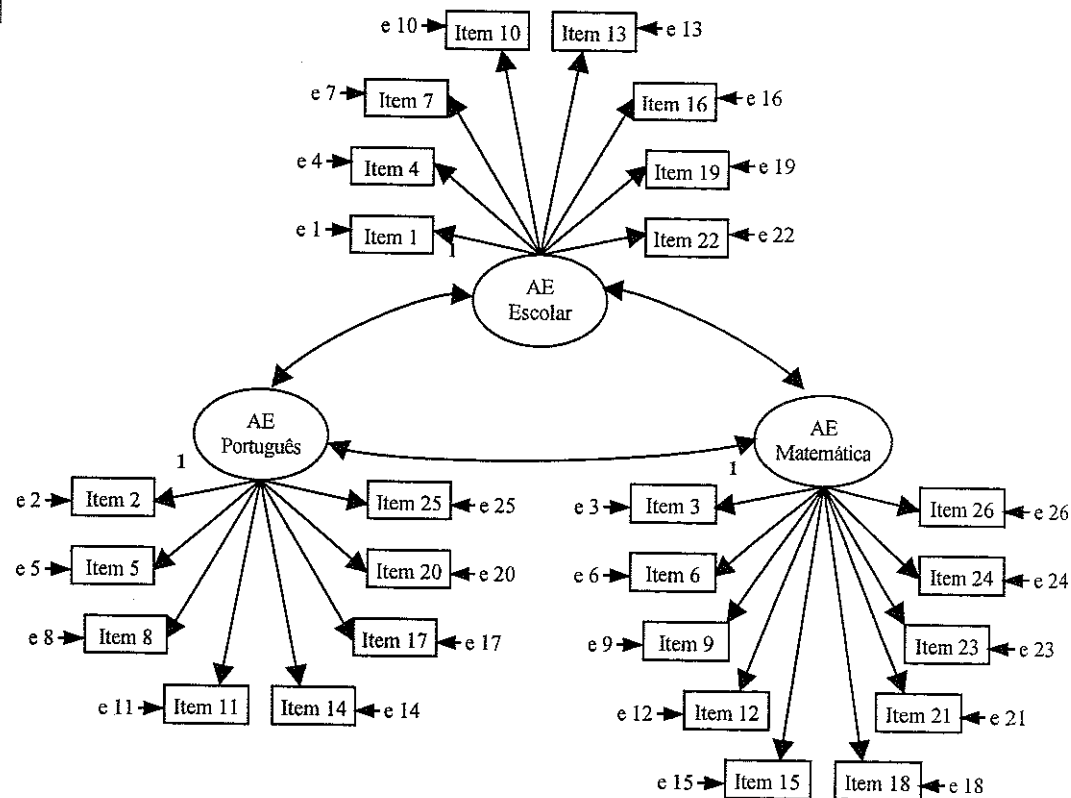 e 10 Item 10 Item 13 e 13
e 7 Item 7 Item 16 e 16
e 4 Item 4 Item 19 e 19
e 1 Item 1 Item 22 e 22
1
AE
Escolar
AE
Português
1
AE
Matemática
1
e 2 Item 2 Item 25 e 25
e 5 Item 5 Item 20 e 20
e 8 Item 8 Item 17 e 17
e 11 Item 11 Item 14 e 14
e 3 Item 3 Item 26 e 26
e 6 Item 6 Item 24 e 24
e 9 Item 9 Item 23 e 23
e 12 Item 12 Item 21 e 21
e 15 Item 15 Item 18 e 18